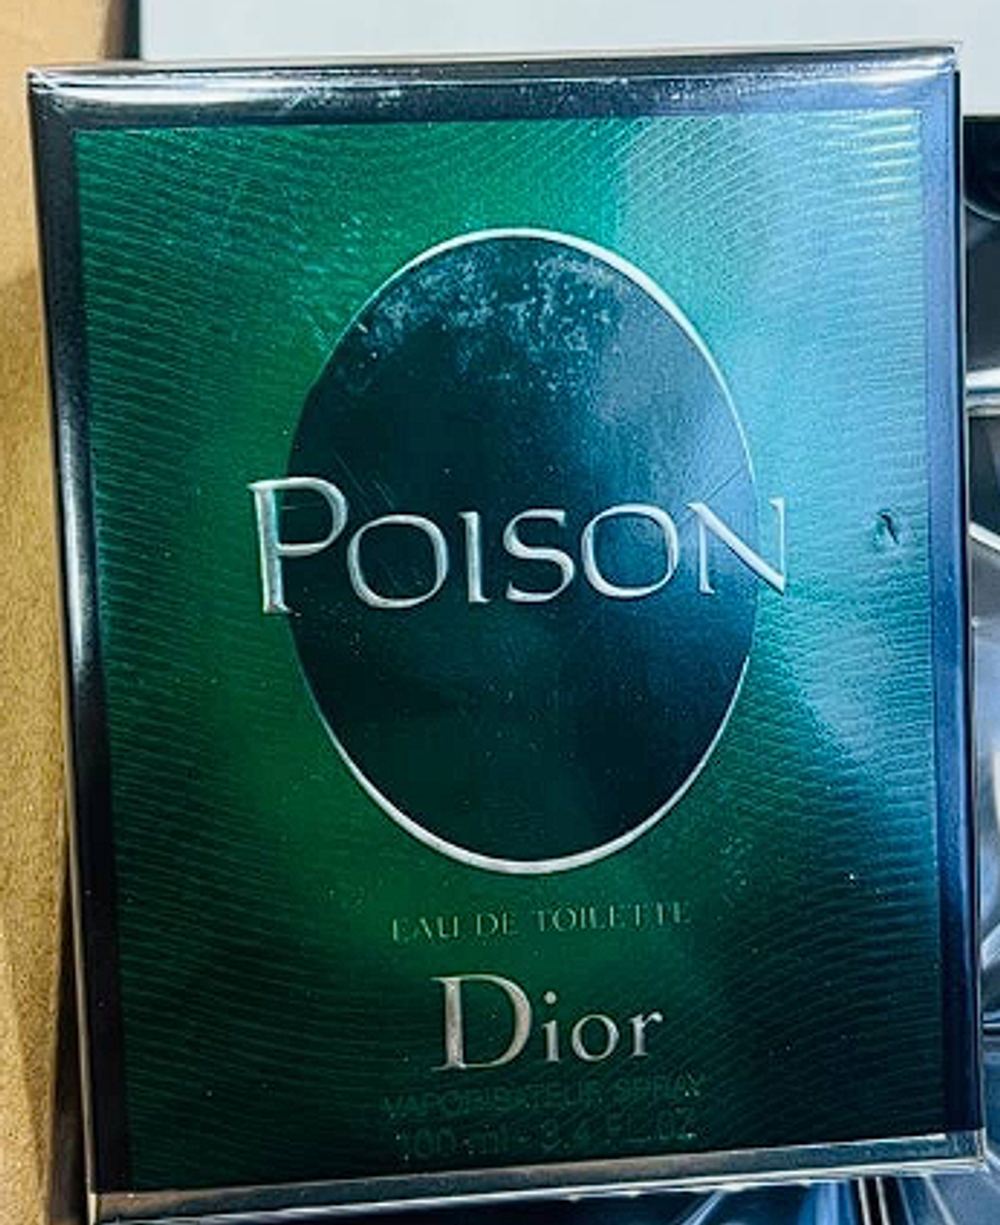 POISON
EAU DE TOILETTE
Dior
VAPORISATEUR SPRAY
100 ml - 3.4 FL.OZ.